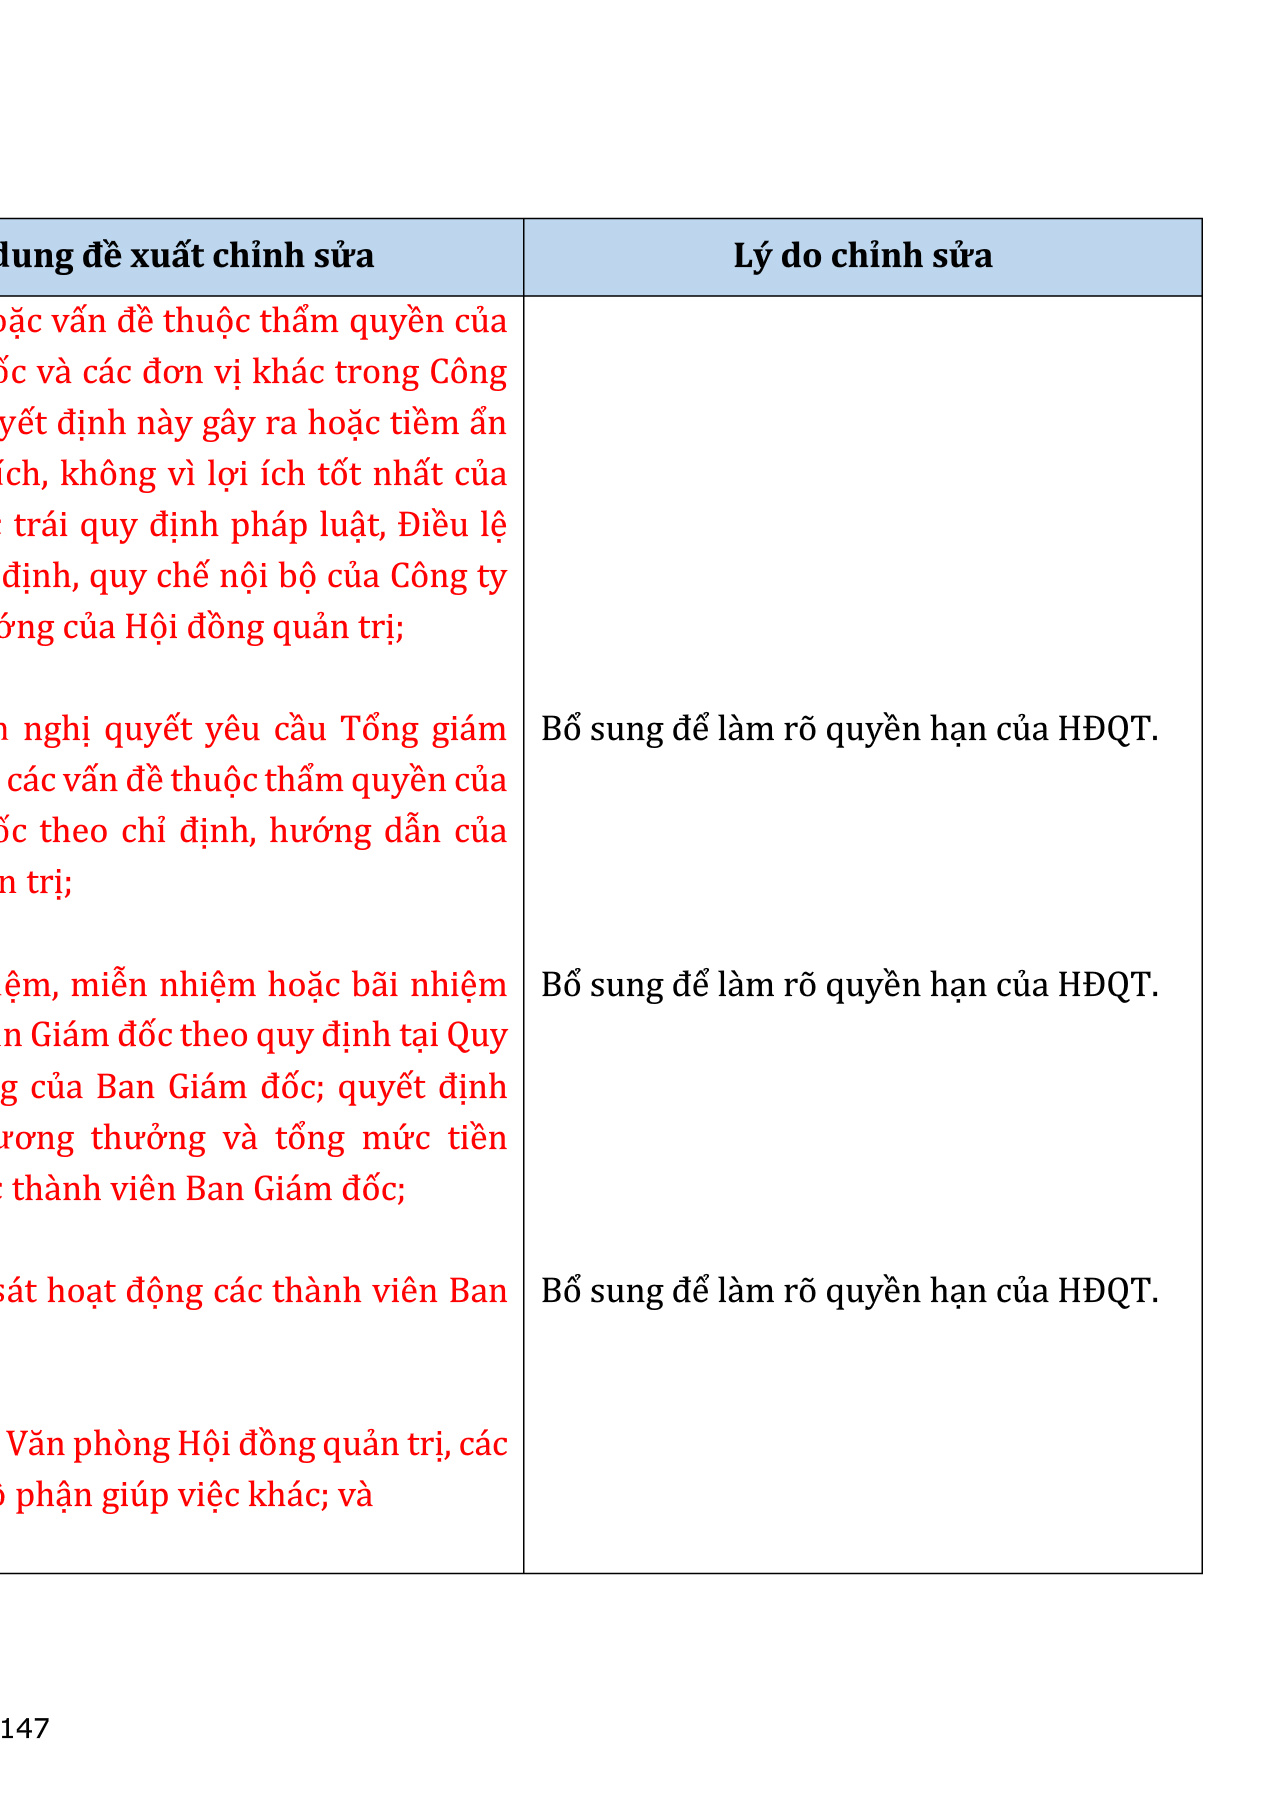 dung đề xuất chỉnh sửa
Lý do chỉnh sửa
vấn đề thuộc thẩm quyền của
và các đơn vị khác trong Công
định này gây ra hoặc tiềm ẩn
ích, không vì lợi ích tốt nhất của
trái quy định pháp luật, Điều lệ
định, quy chế nội bộ của Công ty
của Hội đồng quản trị;
nghị quyết yêu cầu Tổng giám
Bổ sung để làm rõ quyền hạn của HĐQT.
các vấn đề thuộc thẩm quyền của
theo chỉ định, hướng dẫn của
trị;
miễn nhiệm hoặc bãi nhiệm
Bổ sung để làm rõ quyền hạn của HĐQT.
Giám đốc theo quy định tại Quy
của Ban Giám đốc; quyết định
thưởng và tổng mức tiền
thành viên Ban Giám đốc;
sát hoạt động các thành viên Ban
Bổ sung để làm rõ quyền hạn của HĐQT.
Văn phòng Hội đồng quản trị, các
phận giúp việc khác; và
147